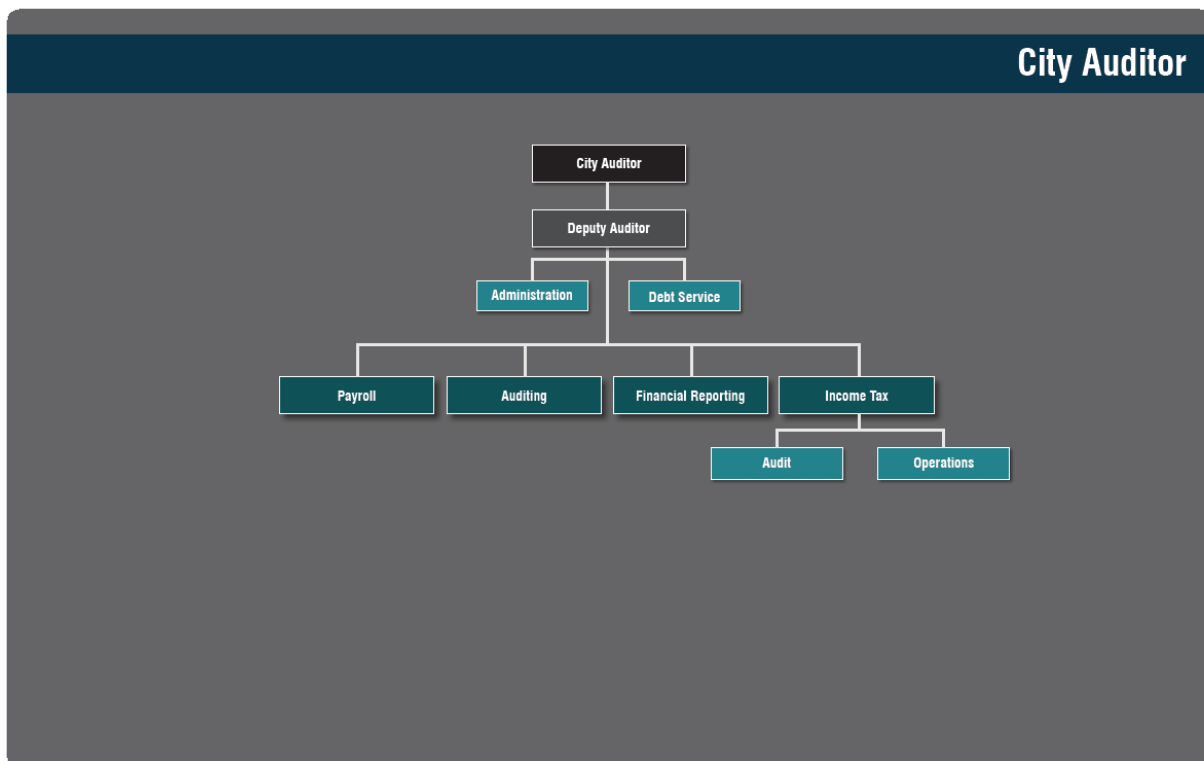 City Auditor
City Auditor
Deputy Auditor
Administration
Debt Service
Payroll
Auditing
Financial Reporting
Income Tax
Audit
Operations